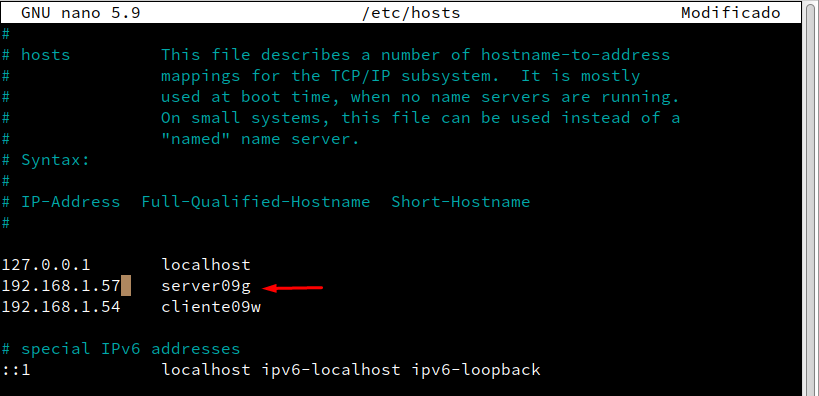 GNU nano 5.9 /etc/hosts Modificado
#
# hosts This file describes a number of hostname-to-address
# mappings for the TCP/IP subsystem. It is mostly
# used at boot time, when no name servers are running.
# On small systems, this file can be used instead of a
# "named" name server.
# Syntax:
#
# IP-Address Full-Qualified-Hostname Short-Hostname
#
127.0.0.1 localhost
192.168.1.57 server09g
192.168.1.54 cliente09w
# special IPv6 addresses
::1 localhost ipv6-localhost ipv6-loopback